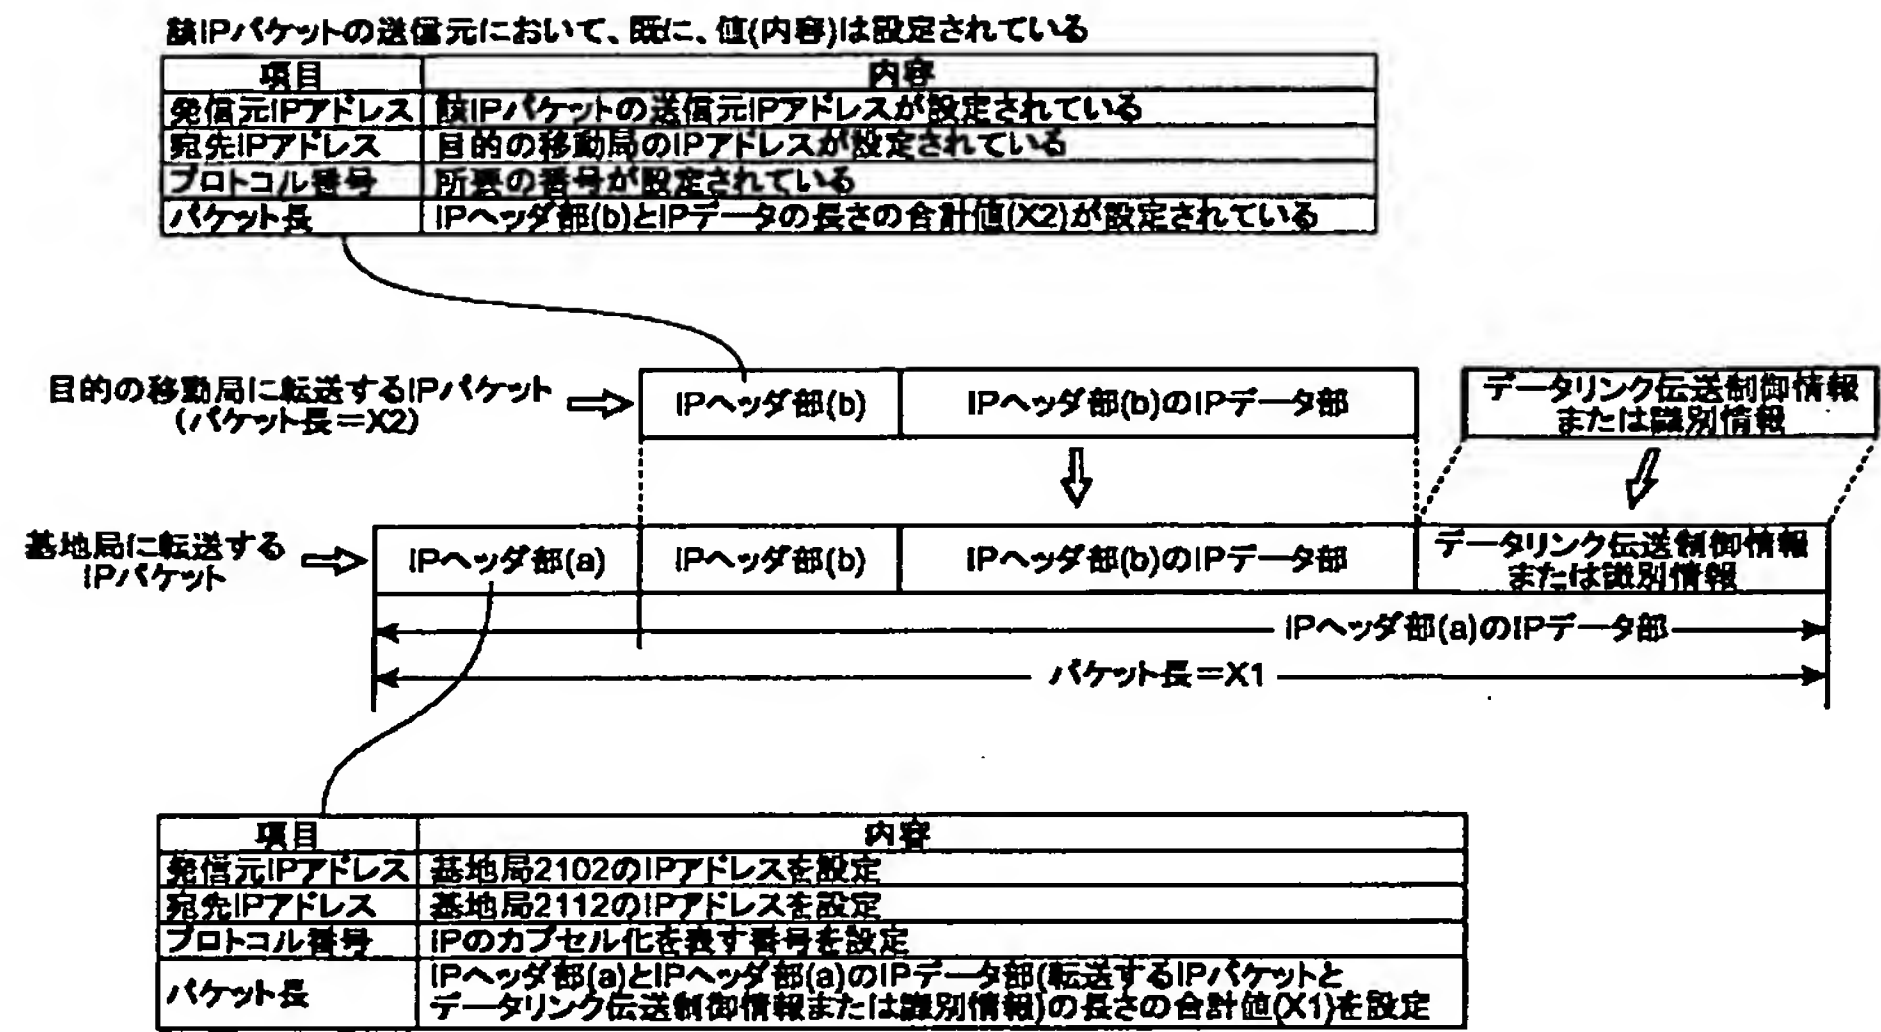 該IPパケットの送信元において、既に、値(内容)は設定されている
項目 内容
発信元IPアドレス 該IPパケットの送信元IPアドレスが設定されている
宛先IPアドレス 目的の移動局のIPアドレスが設定されている
プロトコル番号 所要の番号が設定されている
パケット長 IPヘッダ部(b)とIPデータの長さの合計値(X2)が設定されている
目的の移動局に転送するIPパケット
(パケット長=X2)
IPヘッダ部(b) IPヘッダ部(b)のIPデータ部
データリンク伝送制御情報
または識別情報
基地局に転送する
IPパケット
IPヘッダ部(a) IPヘッダ部(b) IPヘッダ部(b)のIPデータ部
データリンク伝送制御情報
または識別情報
IPヘッダ部(a)のIPデータ部
パケット長=X1
項目 内容
発信元IPアドレス 基地局2102のIPアドレスを設定
宛先IPアドレス 基地局2112のIPアドレスを設定
プロトコル番号 IPのカプセル化を表す番号を設定
パケット長 IPヘッダ部(a)とIPヘッダ部(a)のIPデータ部(転送するIPパケットと
データリンク伝送制御情報または識別情報)の長さの合計値(X1)を設定